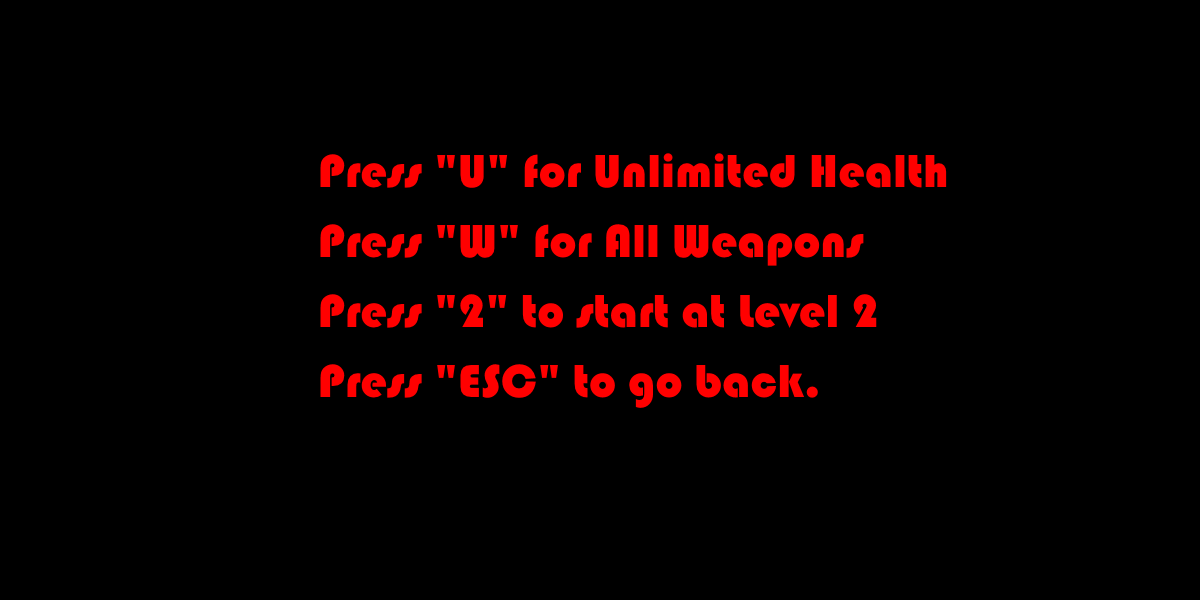 Press "U" for Unlimited Health
Press "W" for All Weapons
Press "2" to start at Level 2
Press "ESC" to go back.